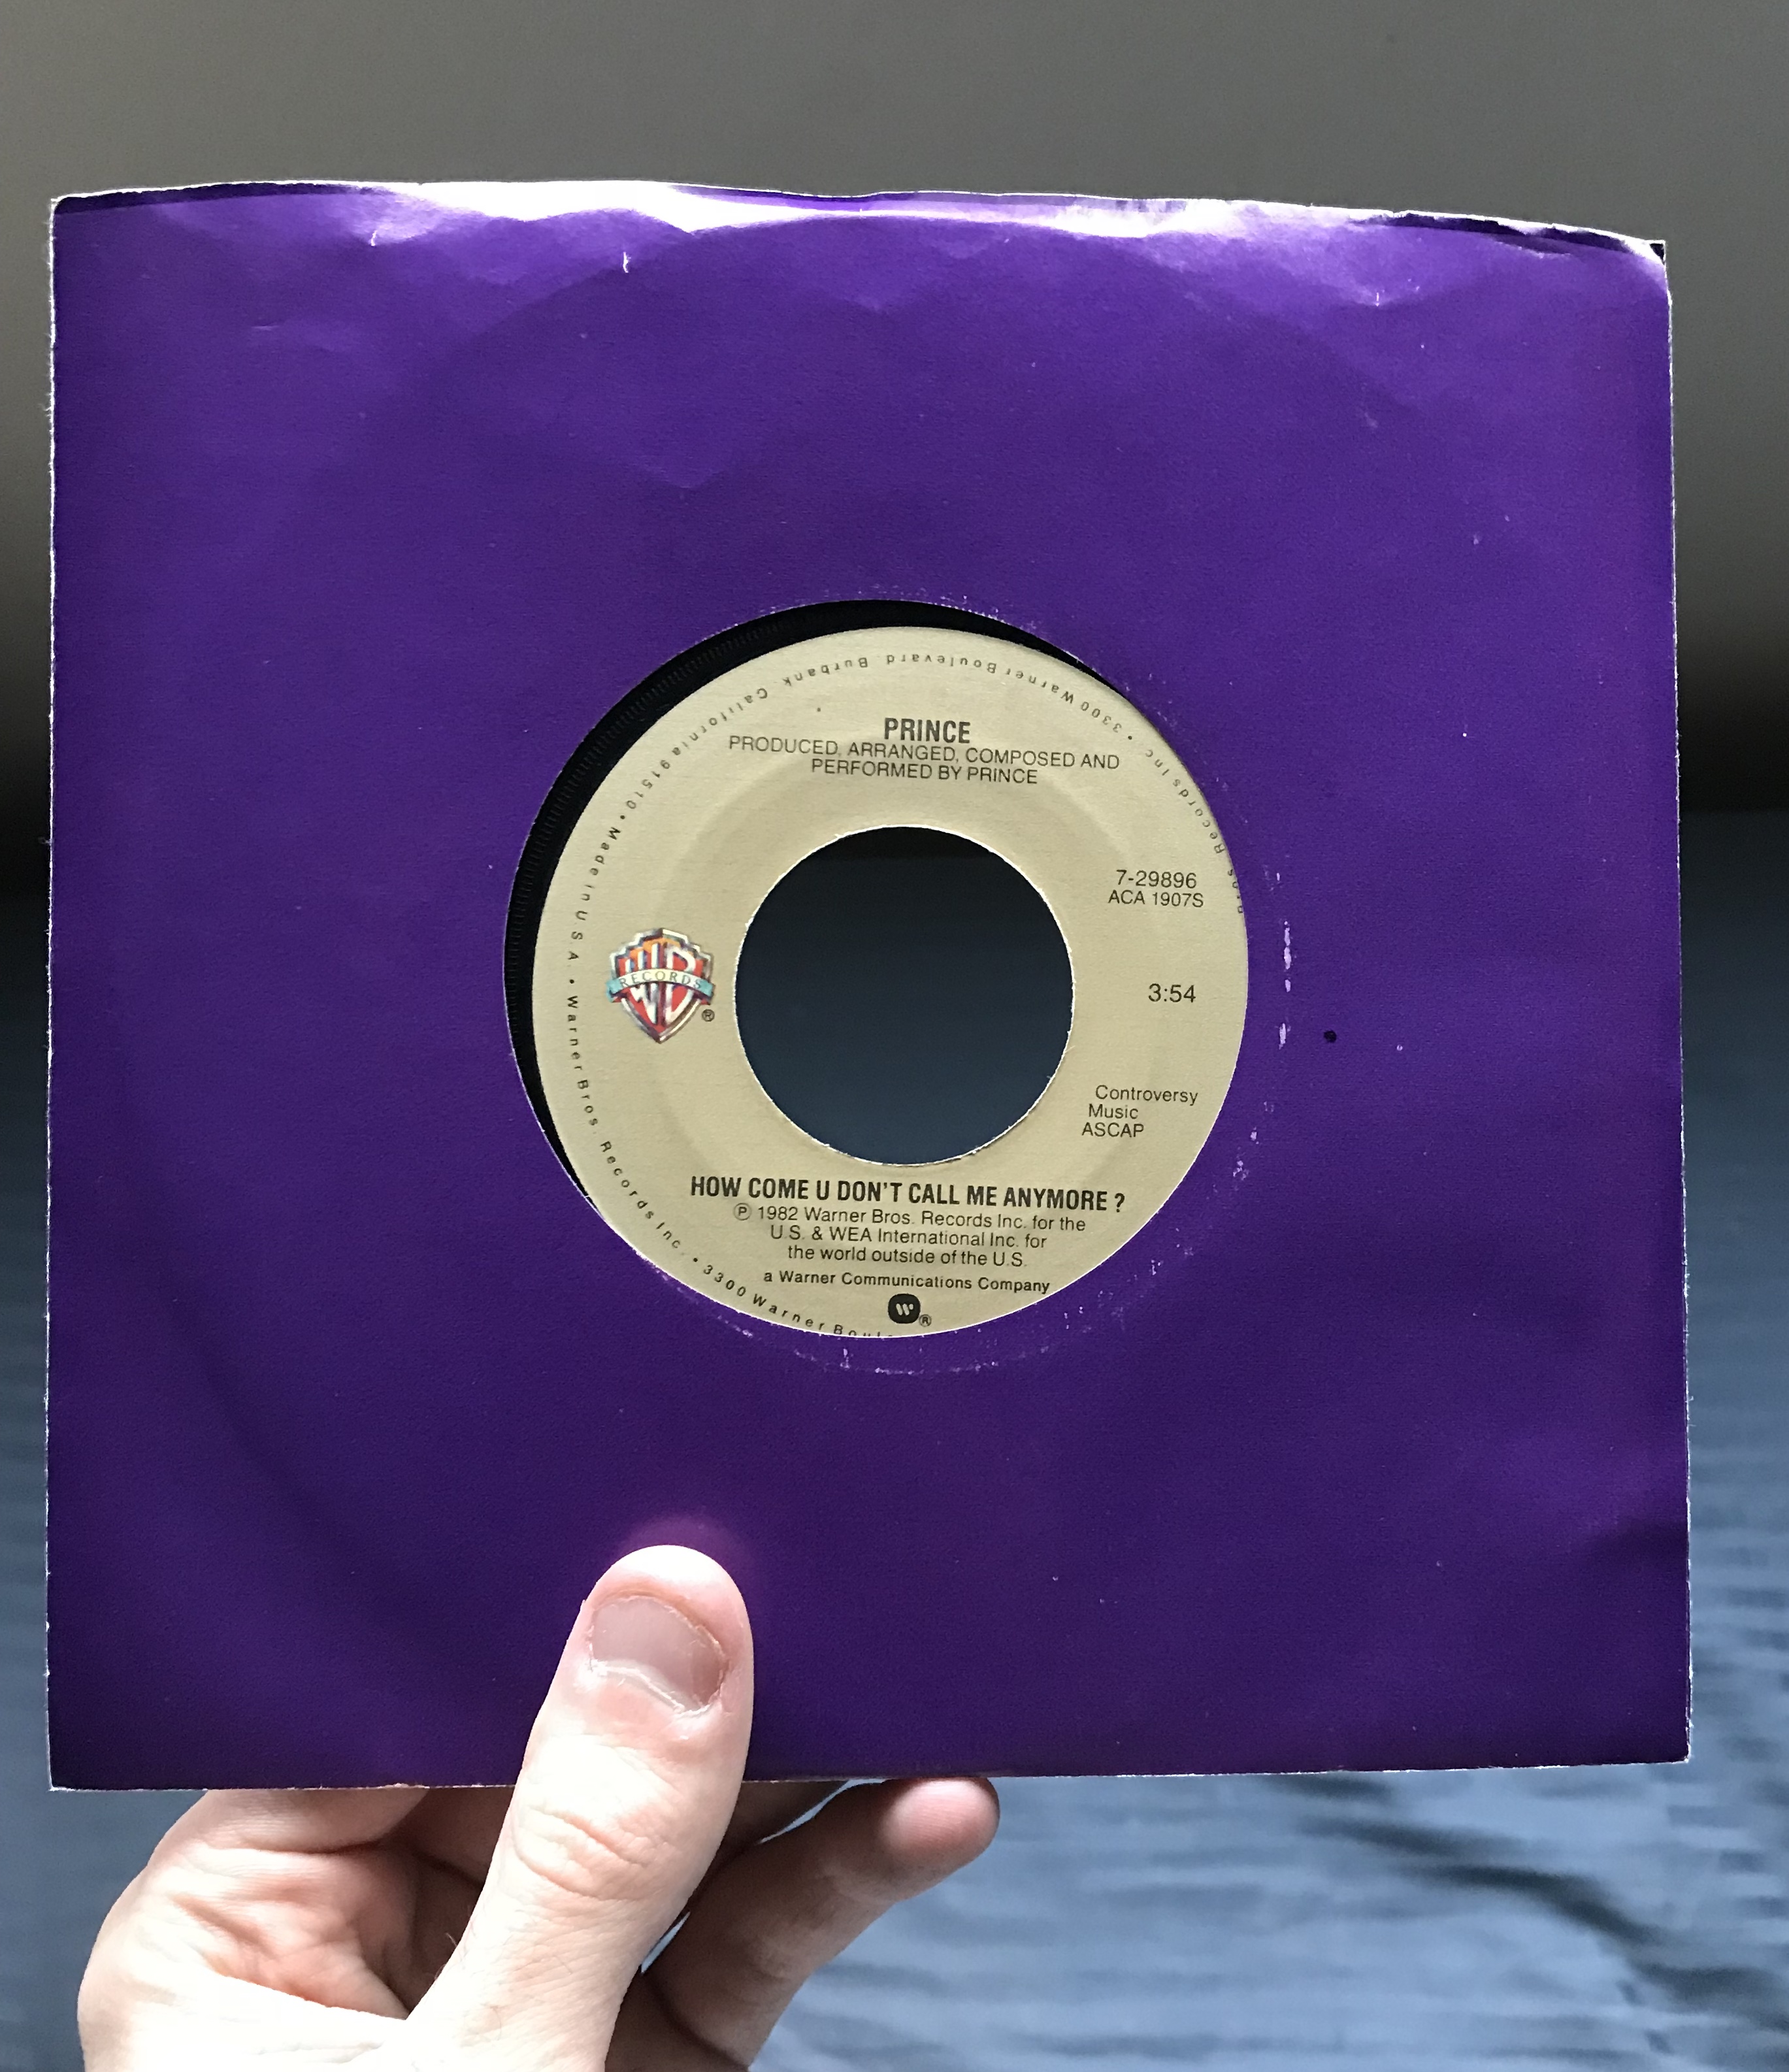 PRINCE
PRODUCED, ARRANGED, COMPOSED AND
PERFORMED BY PRINCE
7-29896
ACA 1907S
RECORDS
®
3:54
Controversy
Music
ASCAP
HOW COME U DON'T CALL ME ANYMORE ?
℗ 1982 Warner Bros. Records Inc. for the
U.S. & WEA International Inc. for
the world outside of the U.S.
a Warner Communications Company
®
Bros. Records Inc. • 3300 Warner Boulevard, Burbank, California 91510 • Made in U.S.A. • Warner Bros. Records Inc. • 3300 Warner